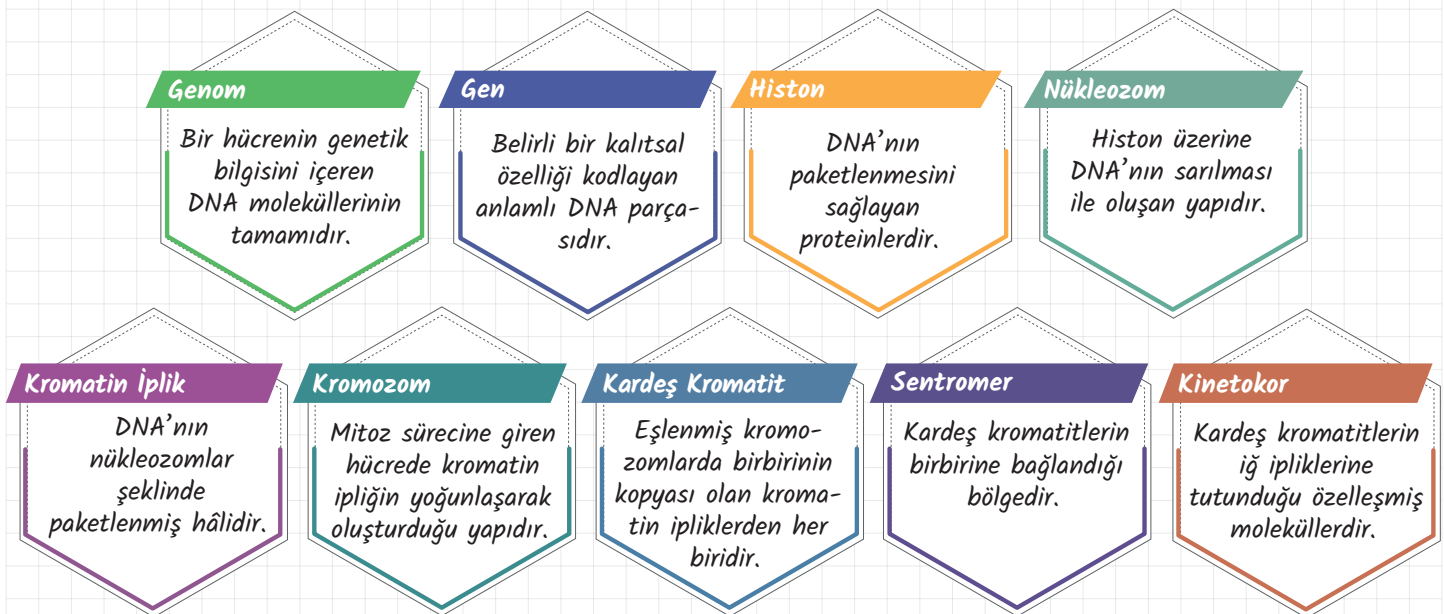 Genom
Bir hücrenin genetik
bilgisini içeren
DNA moleküllerinin
tamamıdır.
Gen
Belirli bir kalıtsal
özelliği kodlayan
anlamlı DNA parça-
sıdır.
Histon
DNA’nın
paketlenmesini
sağlayan
proteinlerdir.
Nükleozom
Histon üzerine
DNA’nın sarılması
ile oluşan yapıdır.
Kromatin İplik
DNA’nın
nükleozomlar
şeklinde
paketlenmiş hâlidir.
Kromozom
Mitoz sürecine giren
hücrede kromatin
ipliğin yoğunlaşarak
oluşturduğu yapıdır.
Kardeş Kromatit
Eşlenmiş kromo-
zomlarda birbirinin
kopyası olan kroma-
tin ipliklerden her
biridir.
Sentromer
Kardeş kromatitlerin
birbirine bağlandığı
bölgedir.
Kinetokor
Kardeş kromatitlerin
iğ ipliklerine
tutunduğu özelleşmiş
moleküllerdir.